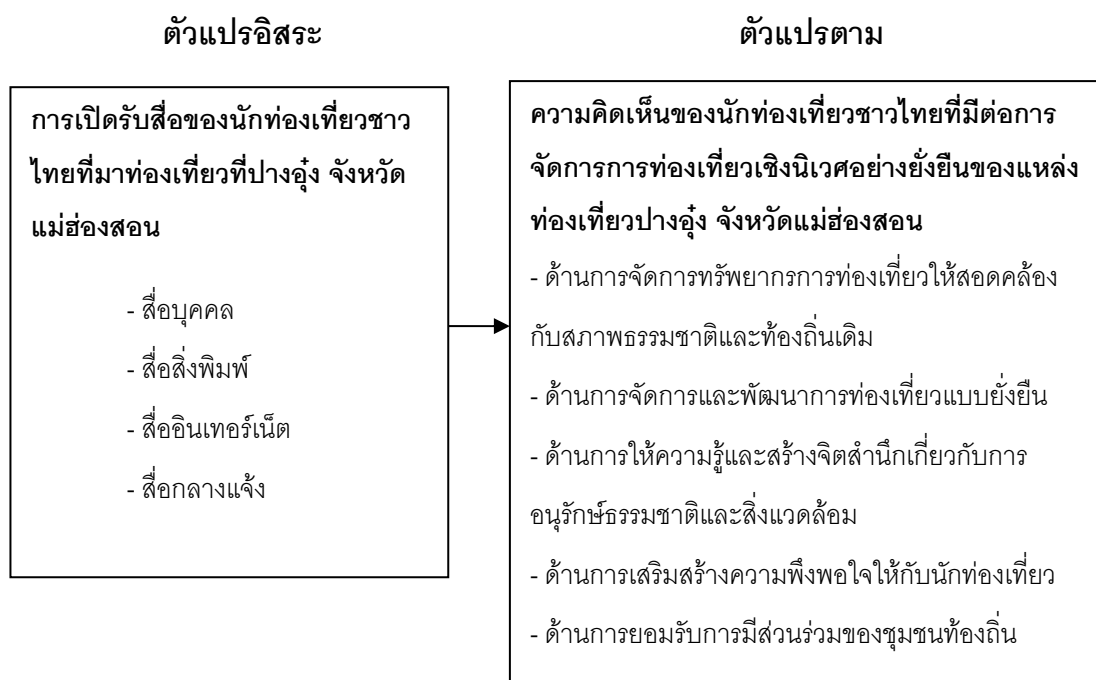 ตัวแปรอิสระ
ตัวแปรตาม
การเปิดรับสื่อของนักท่องเที่ยวชาว
ไทยที่มาท่องเที่ยวที่ปางอุ๋ง จังหวัด
แม่ฮ่องสอน
- สื่อบุคคล
- สื่อสิ่งพิมพ์
- สื่ออินเทอร์เน็ต
- สื่อกลางแจ้ง
ความคิดเห็นของนักท่องเที่ยวชาวไทยที่มีต่อการ
จัดการการท่องเที่ยวเชิงนิเวศอย่างยั่งยืนของแหล่ง
ท่องเที่ยวปางอุ๋ง จังหวัดแม่ฮ่องสอน
- ด้านการจัดการทรัพยากรการท่องเที่ยวให้สอดคล้อง
กับสภาพธรรมชาติและท้องถิ่นเดิม
- ด้านการจัดการและพัฒนาการท่องเที่ยวแบบยั่งยืน
- ด้านการให้ความรู้และสร้างจิตสำนึกเกี่ยวกับการ
อนุรักษ์ธรรมชาติและสิ่งแวดล้อม
- ด้านการเสริมสร้างความพึงพอใจให้กับนักท่องเที่ยว
- ด้านการยอมรับการมีส่วนร่วมของชุมชนท้องถิ่น